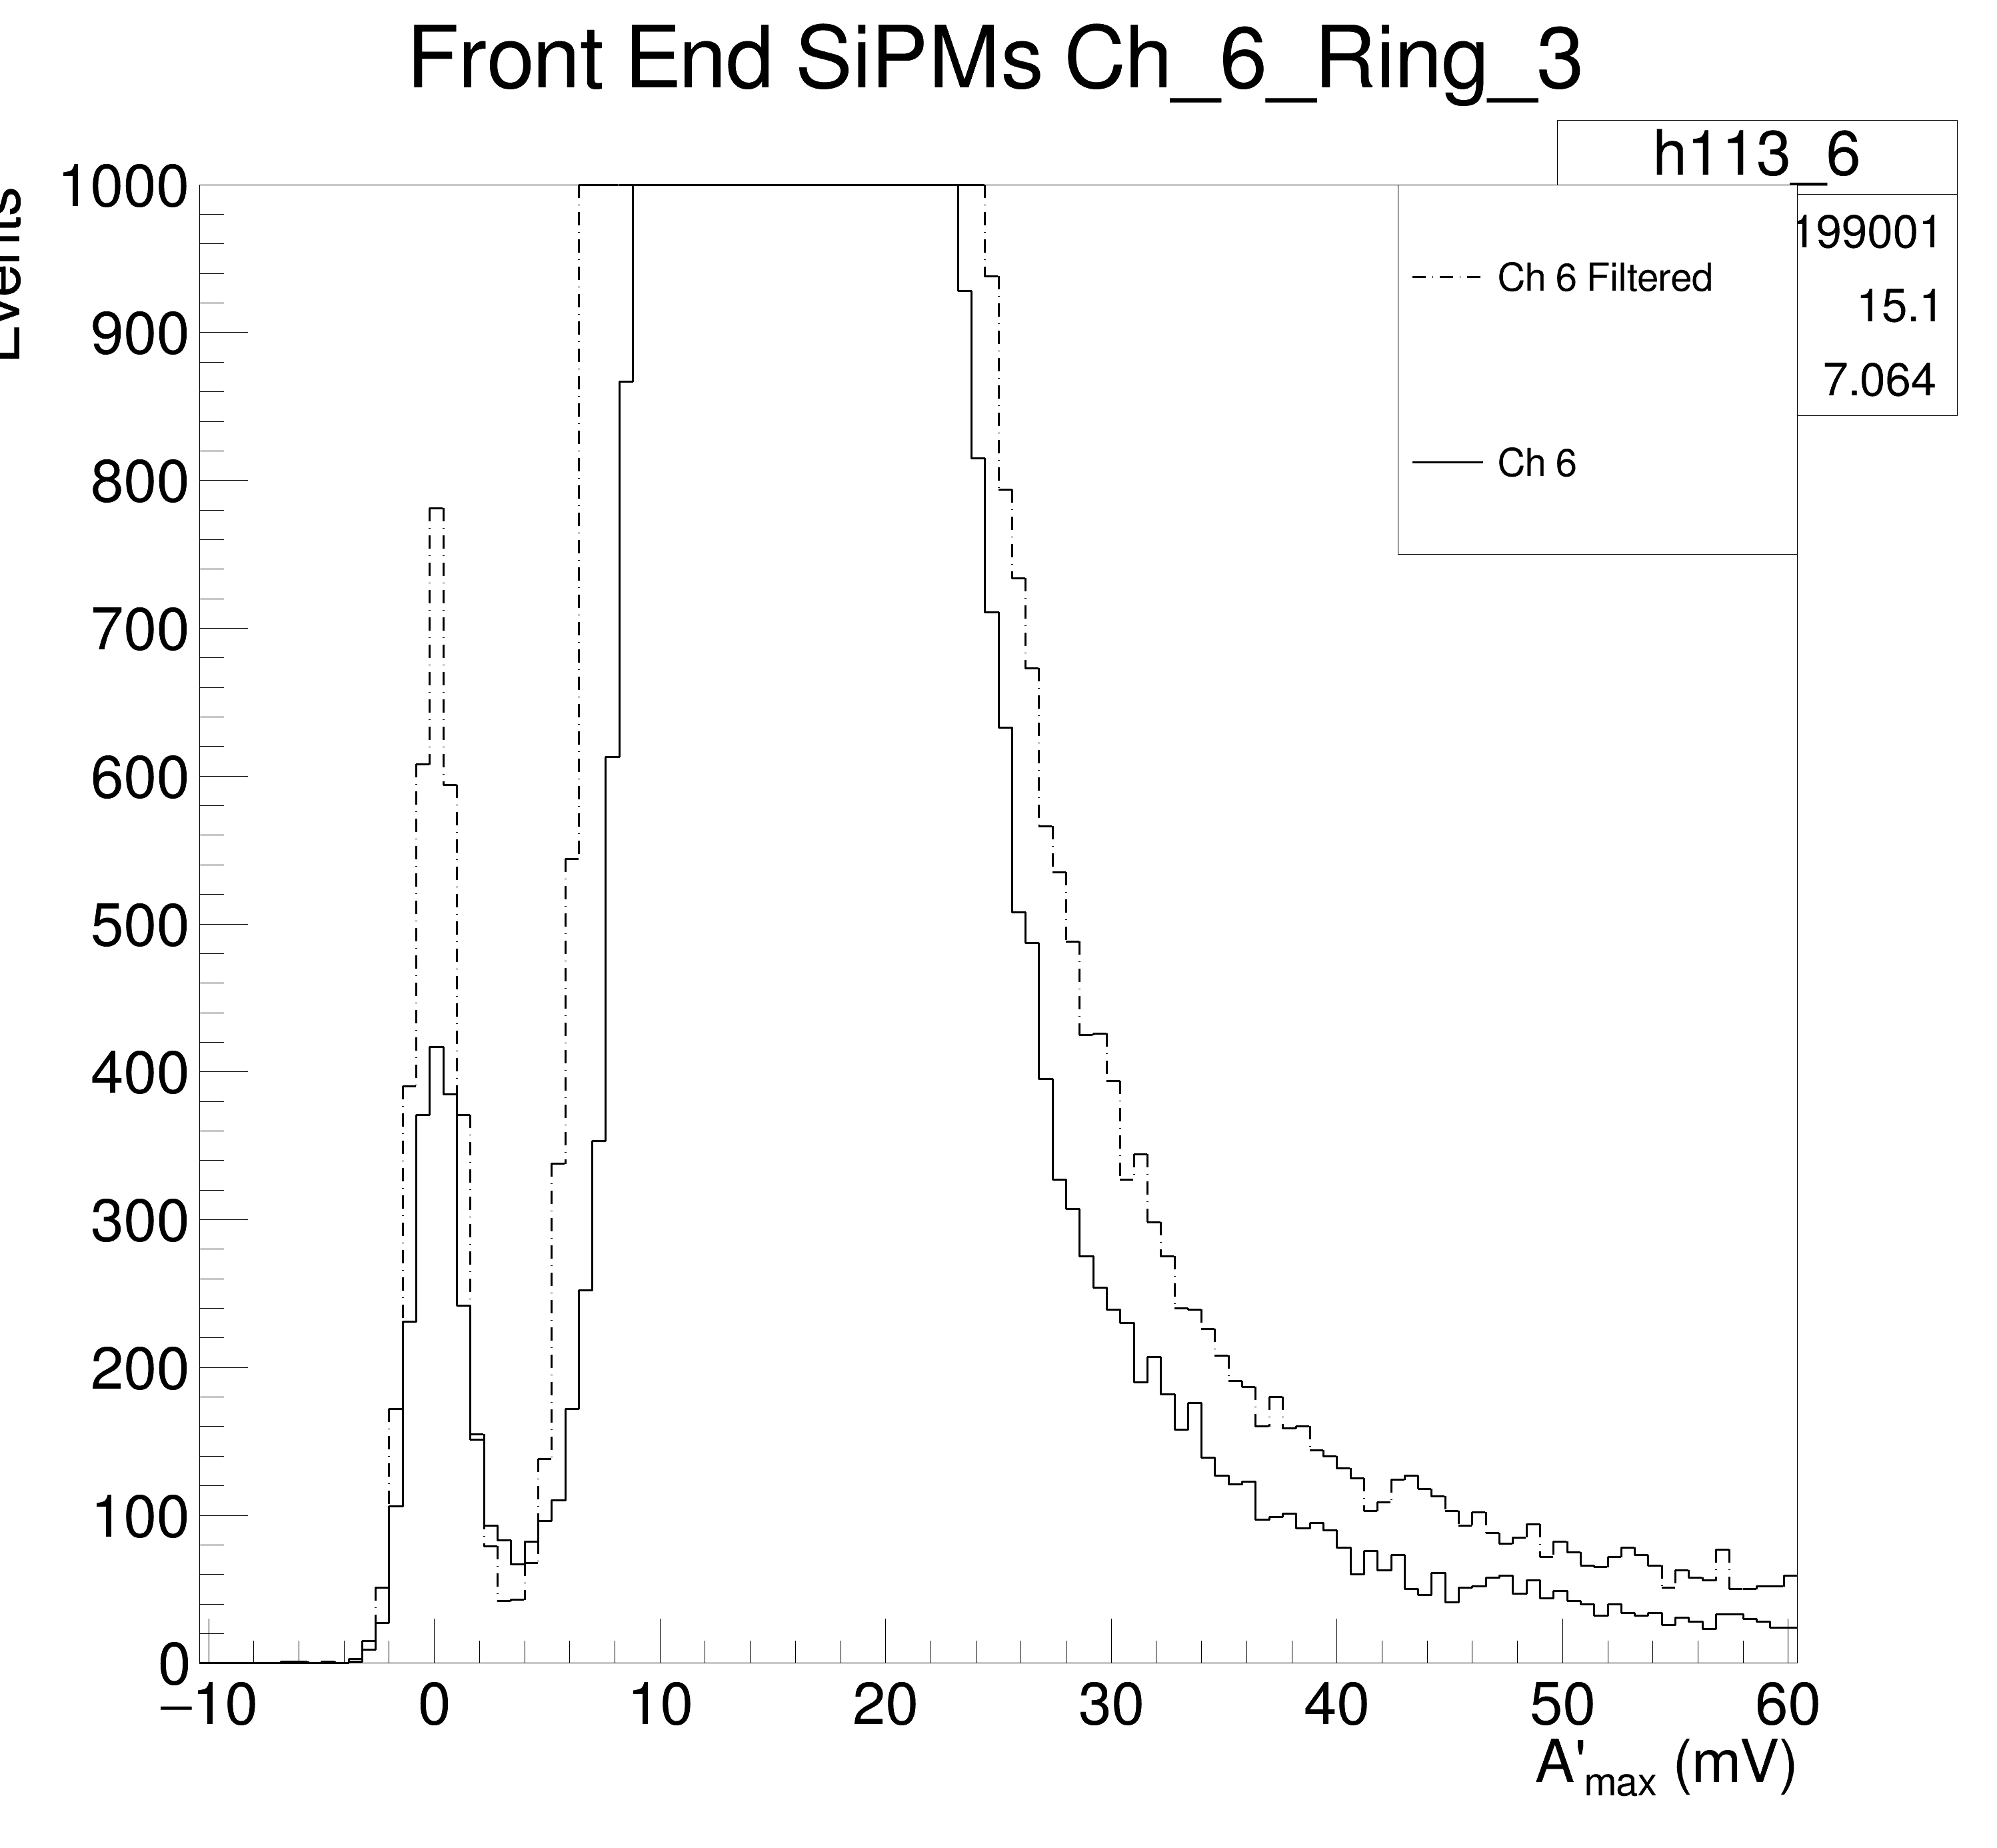 Front End SiPMs Ch_6_Ring_3
h113_6
199001
15.1
7.064
Ch 6 Filtered
Ch 6
Events
1000
900
800
700
600
500
400
300
200
100
0
−10 0 10 20 30 40 50 60
A'max (mV)